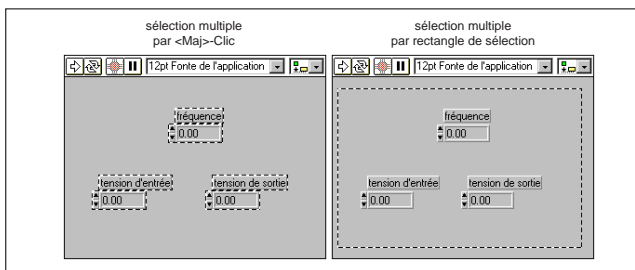 sélection multiple
par <Maj>-Clic
sélection multiple
par rectangle de sélection
12pt Fonte de l'application
12pt Fonte de l'application
fréquence
0.00
tension d'entrée
tension de sortie
0.00
0.00
fréquence
0.00
tension d'entrée
tension de sortie
0.00
0.00